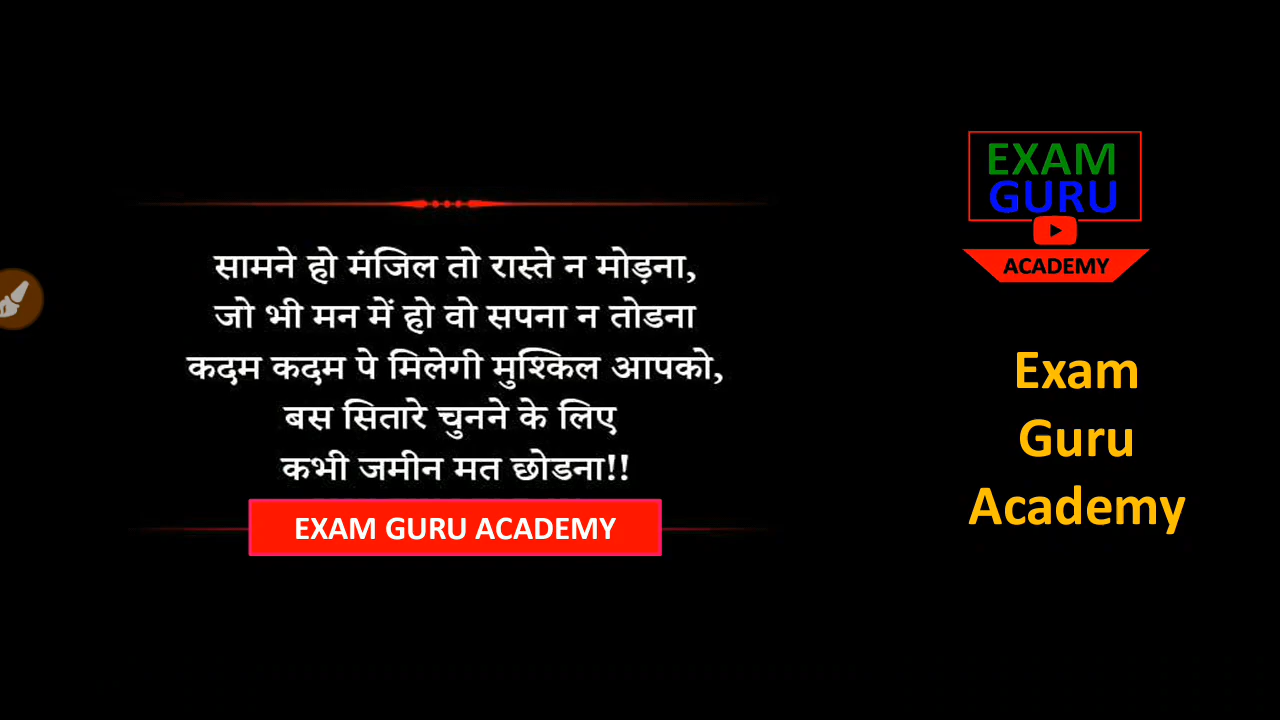 सामने हो मंजिल तो रास्ते न मोड़ना,
जो भी मन में हो वो सपना न तोडना
कदम कदम पे मिलेगी मुश्किल आपको,
बस सितारे चुनने के लिए
कभी जमीन मत छोडना!!
EXAM GURU ACADEMY
EXAM
GURU
ACADEMY
Exam
Guru
Academy